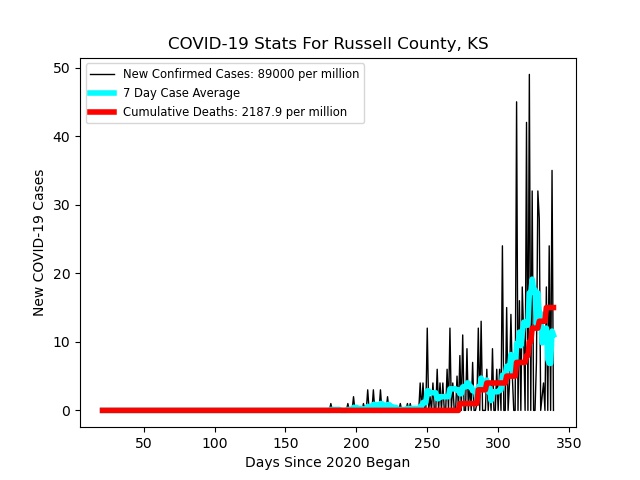 COVID-19 Stats For Russell County, KS
New Confirmed Cases: 89000 per million
7 Day Case Average
Cumulative Deaths: 2187.9 per million
New COVID-19 Cases
50
40
30
20
10
0
50 100 150 200 250 300 350
Days Since 2020 Began